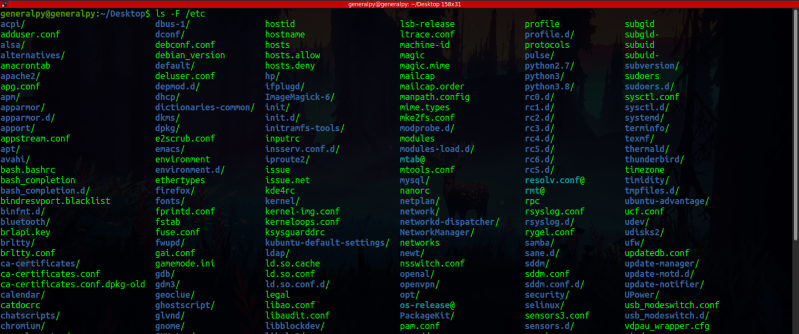 generalpy@generalpy: ~/Desktop 158x31
generalpy@generalpy:~/Desktop$ ls -F /etc
acpi/ dbus-1/ hostid lsb-release profile subgid
adduser.conf dconf/ hostname ltrace.conf profile.d/ subgid-
alsa/ debconf.conf hosts machine-id protocols subuid
alternatives/ debian_version hosts.allow magic pulse/ subuid-
anacrontab default/ hosts.deny magic.mime python2.7/ subversion/
apache2/ deluser.conf hp/ mailcap python3/ sudoers
apg.conf depmod.d/ ifplugd/ mailcap.order python3.8/ sudoers.d/
apm/ dhcp/ ImageMagick-6/ manpath.config rc0.d/ sysctl.conf
apparmor/ dictionaries-common/ init/ mime.types rc1.d/ sysctl.d/
apparmor.d/ dkms/ init.d/ mke2fs.conf rc2.d/ systemd/
apport/ dpkg/ initramfs-tools/ modprobe.d/ rc3.d/ terminfo/
appstream.conf e2scrub.conf inputrc modules rc4.d/ texmf/
apt/ emacs/ insserv.conf.d/ modules-load.d/ rc5.d/ thermald/
avahi/ environment iproute2/ mtab@ rc6.d/ thunderbird/
bash.bashrc environment.d/ issue mtools.conf rcS.d/ timezone
bash_completion ethertypes issue.net mysql/ resolv.conf@ timidity/
bash_completion.d/ firefox/ kde4rc nanorc rmt@ tmpfiles.d/
bindresvport.blacklist fonts/ kernel/ netplan/ rpc ubuntu-advantage/
binfmt.d/ fprintd.conf kernel-img.conf network/ rsyslog.conf ucf.conf
bluetooth/ fstab kerneloops.conf networkd-dispatcher/ rsyslog.d/ udev/
brlapi.key fuse.conf ksysguarddrc NetworkManager/ rygel.conf udisks2/
brltty/ fwupd/ kubuntu-default-settings/ networks samba/ ufw/
brltty.conf gai.conf ldap/ newt/ sane.d/ updatedb.conf
ca-certificates/ gamemode.ini ld.so.cache nsswitch.conf sddm/ update-manager/
ca-certificates.conf gdb/ ld.so.conf openal/ sddm.conf update-motd.d/
ca-certificates.conf.dpkg-old gdm3/ ld.so.conf.d/ openvpn/ sddm.conf.d/ update-notifier/
calendar/ geoclue/ legal opt/ security/ UPower/
catdocrc ghostscript/ libao.conf os-release@ selinux/ usb_modeswitch.conf
chatscripts/ glvnd/ libaudit.conf PackageKit/ sensors3.conf usb_modeswitch.d/
chromium/ gnome/ libblockdev/ pam.conf sensors.d/ vdpau_wrapper.cfg